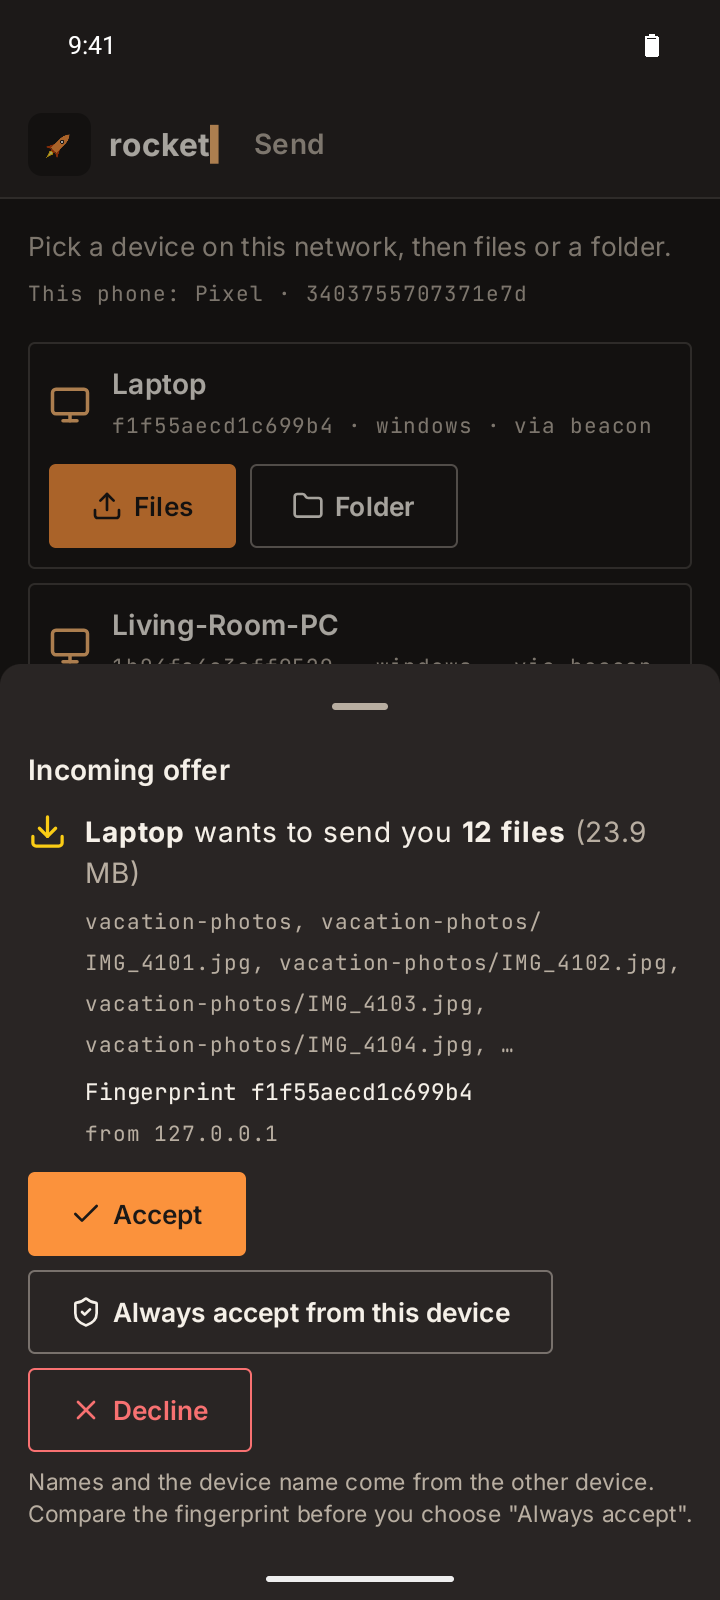 9:41
rocket Send
Pick a device on this network, then files or a folder.
This phone: Pixel · 3403755707371e7d
Laptop
f1f55aecd1c699b4 · windows · via beacon
Files Folder
Living-Room-PC
windows · via beacon
Incoming offer
Laptop wants to send you 12 files (23.9
MB)
vacation-photos, vacation-photos/
IMG_4101.jpg, vacation-photos/IMG_4102.jpg,
vacation-photos/IMG_4103.jpg,
vacation-photos/IMG_4104.jpg, …
Fingerprint f1f55aecd1c699b4
from 127.0.0.1
Accept
Always accept from this device
Decline
Names and the device name come from the other device.
Compare the fingerprint before you choose "Always accept".